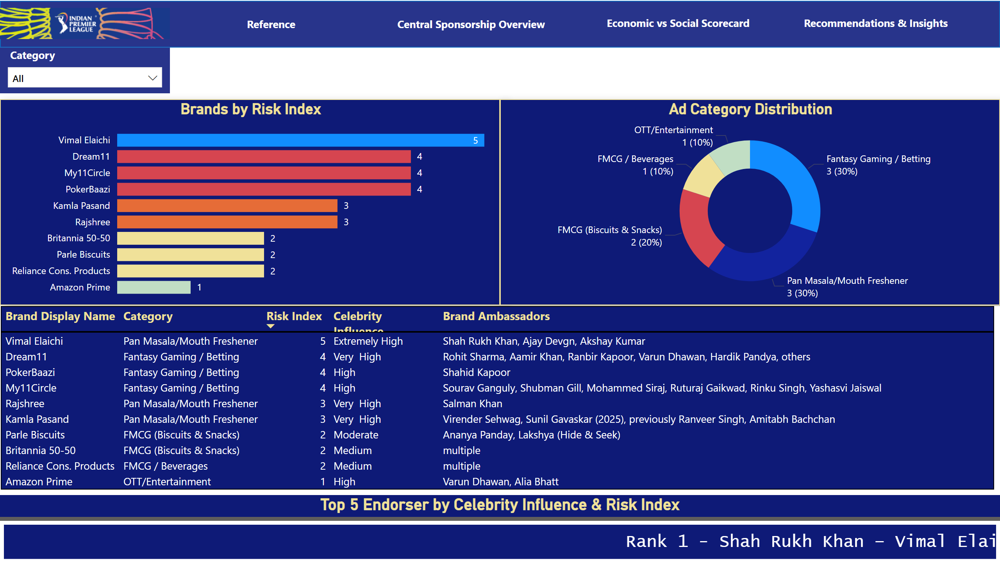 INDIAN
PREMIER
LEAGUE
Reference
Central Sponsorship Overview
Economic vs Social Scorecard
Recommendations & Insights
Category
All
Brands by Risk Index
Vimal Elaichi 5
Dream11 4
My11Circle 4
PokerBaazi 4
Kamla Pasand 3
Rajshree 3
Britannia 50-50 2
Parle Biscuits 2
Reliance Cons. Products 2
Amazon Prime 1
Ad Category Distribution
OTT/Entertainment
1 (10%)
FMCG / Beverages
1 (10%)
Fantasy Gaming / Betting
3 (30%)
FMCG (Biscuits & Snacks)
2 (20%)
Pan Masala/Mouth Freshener
3 (30%)
Brand Display Name Category Risk Index Celebrity Influence Brand Ambassadors
Vimal Elaichi Pan Masala/Mouth Freshener 5 Extremely High Shah Rukh Khan, Ajay Devgn, Akshay Kumar
Dream11 Fantasy Gaming / Betting 4 Very High Rohit Sharma, Aamir Khan, Ranbir Kapoor, Varun Dhawan, Hardik Pandya, others
PokerBaazi Fantasy Gaming / Betting 4 High Shahid Kapoor
My11Circle Fantasy Gaming / Betting 4 High Sourav Ganguly, Shubman Gill, Mohammed Siraj, Ruturaj Gaikwad, Rinku Singh, Yashasvi Jaiswal
Rajshree Pan Masala/Mouth Freshener 3 Very High Salman Khan
Kamla Pasand Pan Masala/Mouth Freshener 3 Very High Virender Sehwag, Sunil Gavaskar (2025), previously Ranveer Singh, Amitabh Bachchan
Parle Biscuits FMCG (Biscuits & Snacks) 2 Moderate Ananya Panday, Lakshya (Hide & Seek)
Britannia 50-50 FMCG (Biscuits & Snacks) 2 Medium multiple
Reliance Cons. Products FMCG / Beverages 2 Medium multiple
Amazon Prime OTT/Entertainment 1 High Varun Dhawan, Alia Bhatt
Top 5 Endorser by Celebrity Influence & Risk Index
Rank 1 - Shah Rukh Khan – Vimal Elai